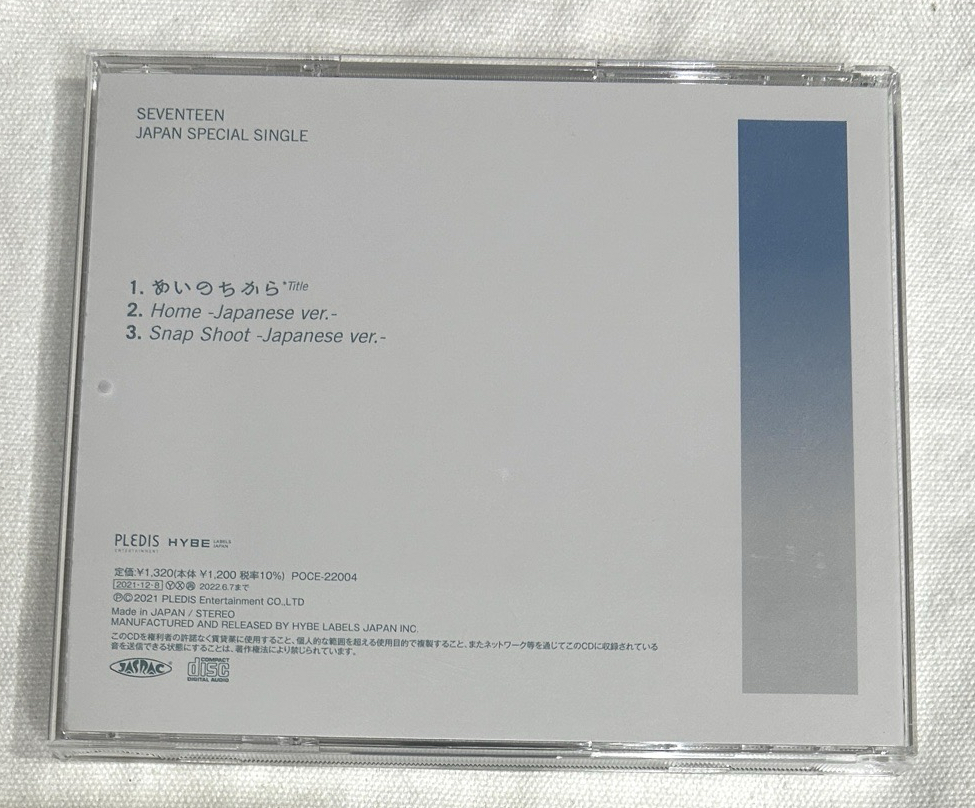 SEVENTEEN
JAPAN SPECIAL SINGLE
1. あいのちから *Title
2. Home -Japanese ver.-
3. Snap Shoot -Japanese ver.-
PLEDIS ENTERTAINMENT HYBE LABELS JAPAN
定価:¥1,320(本体 ¥1,200 税率10%) POCE-22004
2021・12・8 Ⓨ Ⓧ 2022.6.7まで
Ⓟ©2021 PLEDIS Entertainment CO.,LTD
Made in JAPAN / STEREO
MANUFACTURED AND RELEASED BY HYBE LABELS JAPAN INC.
このCDを権利者の許諾なく賃貸業に使用すること、個人的な範囲を超える使用目的で複製すること、またネットワーク等を通じてこのCDに収録されている
音を送信できる状態にすることは、著作権法により禁じられています。
JASRAC COMPACT disc DIGITAL AUDIO